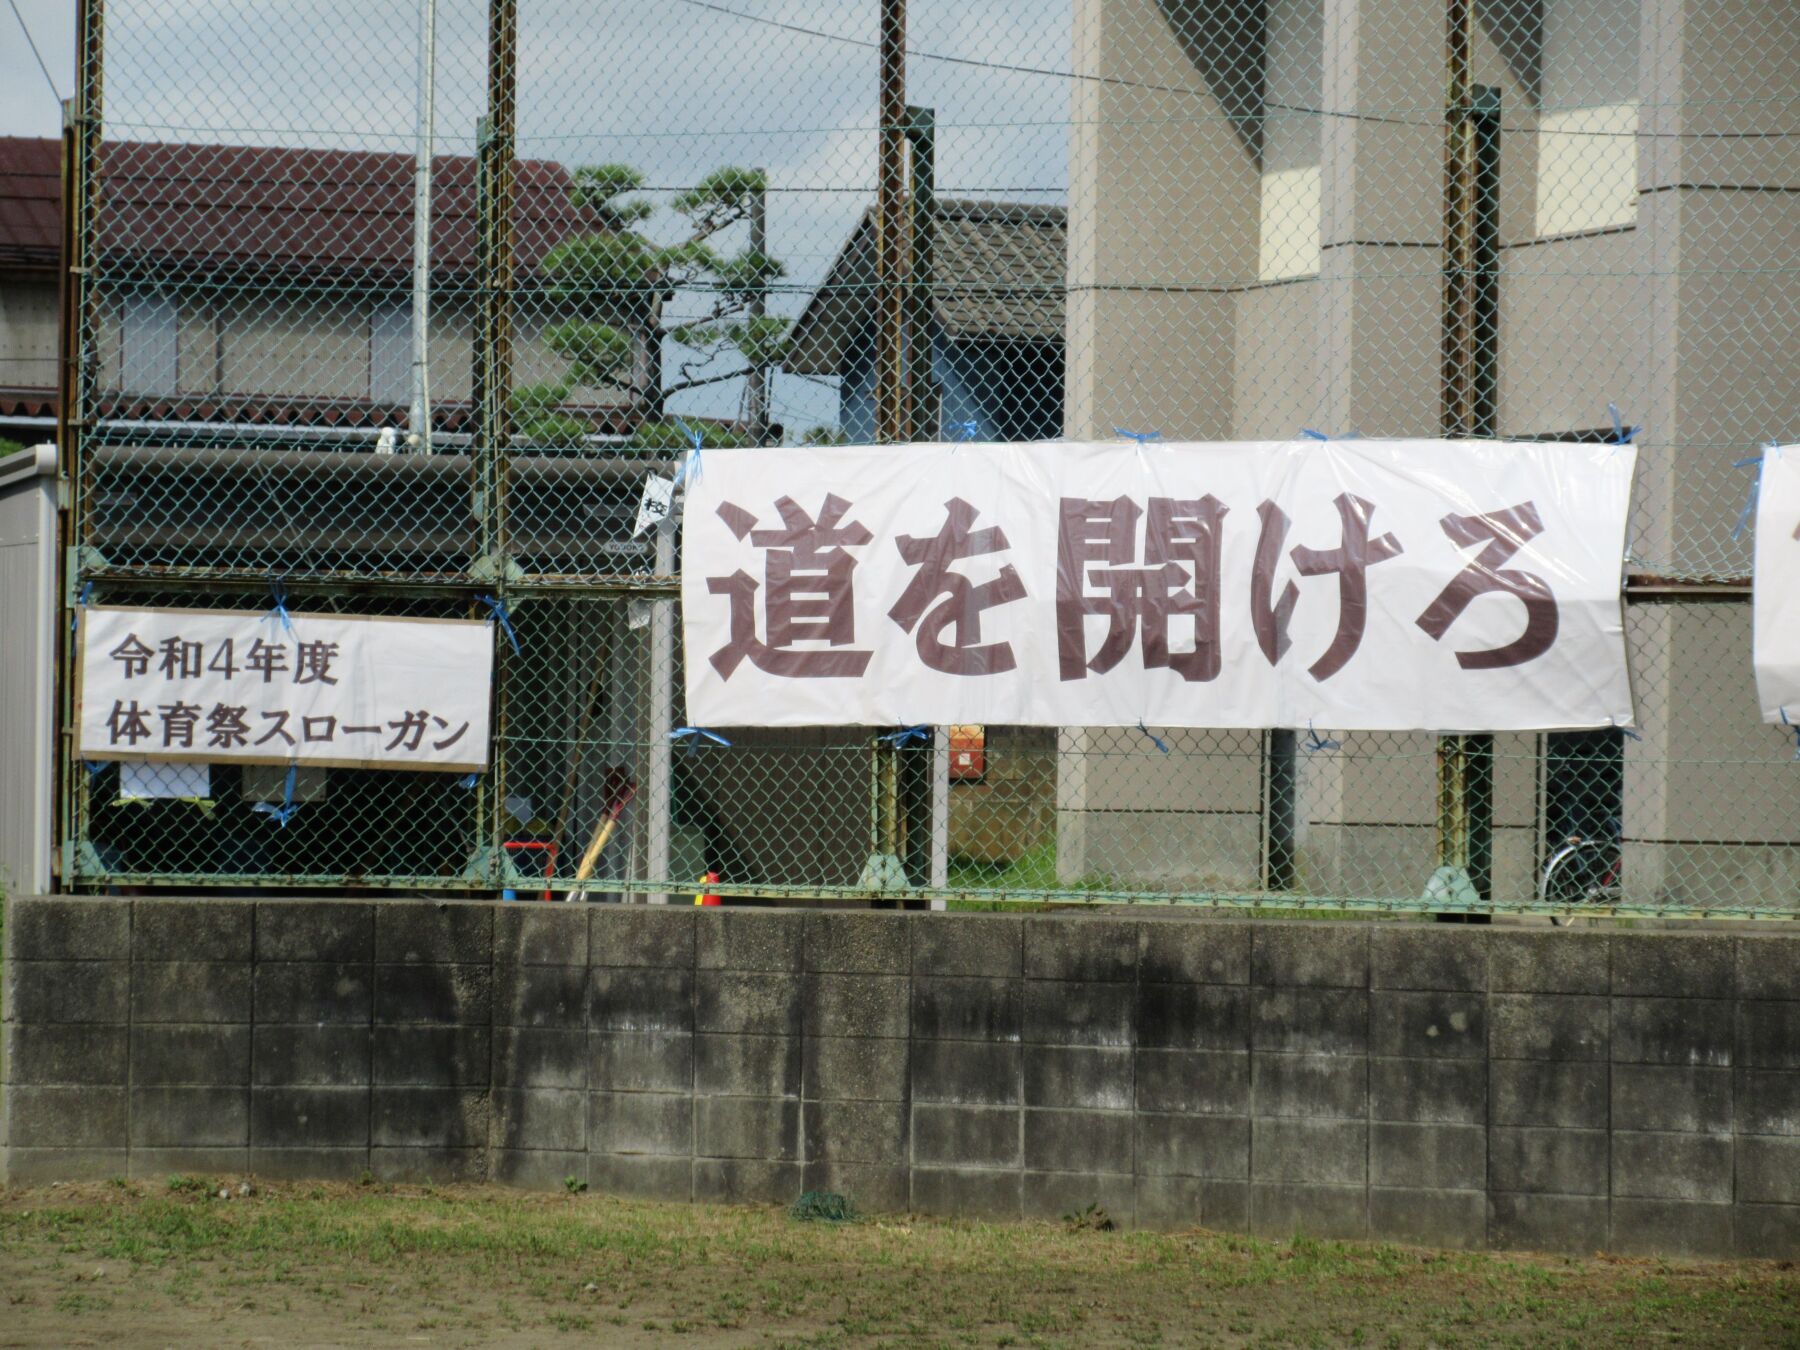 令和4年度
体育祭スローガン
道を開けろ